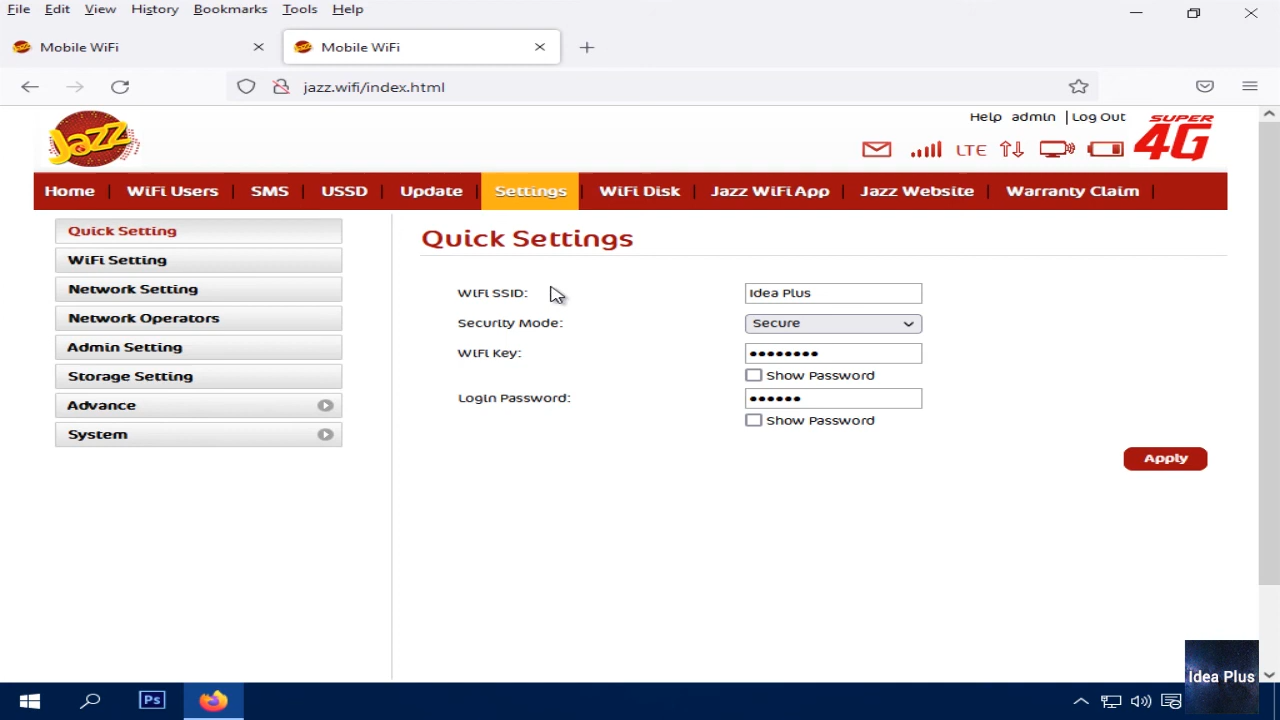 File Edit View History Bookmarks Tools Help
Mobile WiFi
Mobile WiFi
jazz.wifi/index.html
Jazz
Help admin | Log Out
LTE
SUPER
4G
Home | WiFi Users | SMS | USSD | Update | Settings | WiFi Disk | Jazz WiFi App | Jazz Website | Warranty Claim |
Quick Setting
WiFi Setting
Network Setting
Network Operators
Admin Setting
Storage Setting
Advance
System
Quick Settings
WiFi SSID: Idea Plus
Security Mode: Secure
WiFi Key: ••••••••
Show Password
Login Password: ••••••
Show Password
Apply
Ps
Idea Plus